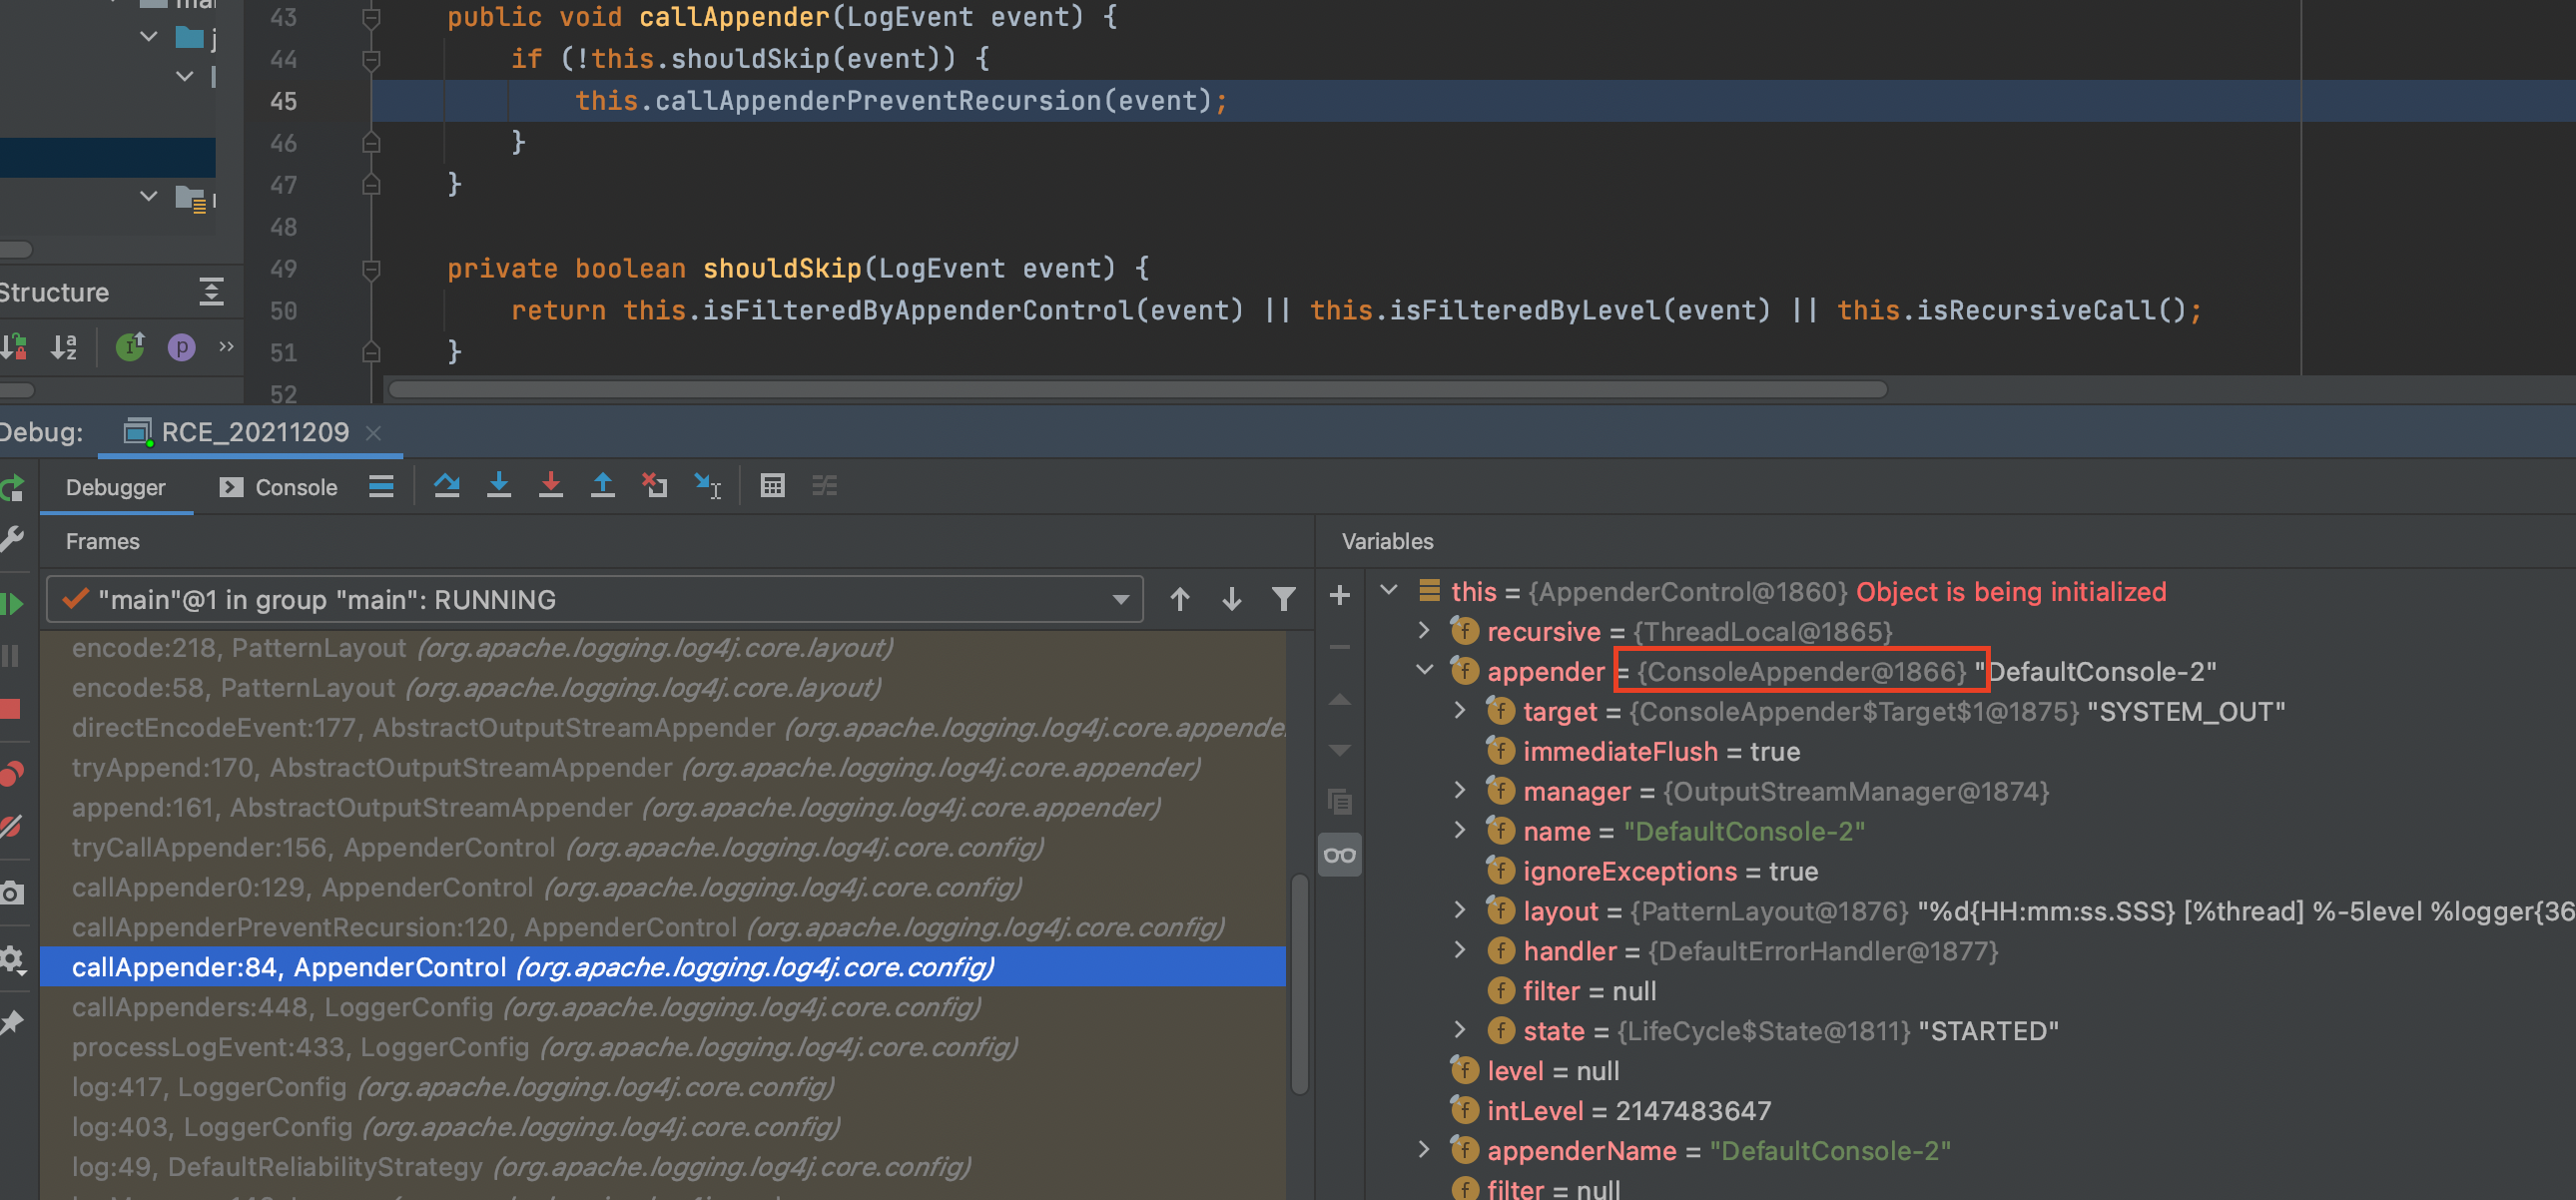 43 public void callAppender(LogEvent event) {
44 if (!this.shouldSkip(event)) {
45 this.callAppenderPreventRecursion(event);
46 }
47 }
48
49 private boolean shouldSkip(LogEvent event) {
50 return this.isFilteredByAppenderControl(event) || this.isFilteredByLevel(event) || this.isRecursiveCall();
51 }
52
Structure
Debug: RCE_20211209
Debugger Console
Frames
"main"@1 in group "main": RUNNING
encode:218, PatternLayout (org.apache.logging.log4j.core.layout)
encode:58, PatternLayout (org.apache.logging.log4j.core.layout)
directEncodeEvent:177, AbstractOutputStreamAppender (org.apache.logging.log4j.core.appende
tryAppend:170, AbstractOutputStreamAppender (org.apache.logging.log4j.core.appender)
append:161, AbstractOutputStreamAppender (org.apache.logging.log4j.core.appender)
tryCallAppender:156, AppenderControl (org.apache.logging.log4j.core.config)
callAppender0:129, AppenderControl (org.apache.logging.log4j.core.config)
callAppenderPreventRecursion:120, AppenderControl (org.apache.logging.log4j.core.config)
callAppender:84, AppenderControl (org.apache.logging.log4j.core.config)
callAppenders:448, LoggerConfig (org.apache.logging.log4j.core.config)
processLogEvent:433, LoggerConfig (org.apache.logging.log4j.core.config)
log:417, LoggerConfig (org.apache.logging.log4j.core.config)
log:403, LoggerConfig (org.apache.logging.log4j.core.config)
log:49, DefaultReliabilityStrategy (org.apache.logging.log4j.core.config)
Variables
this = {AppenderControl@1860} Object is being initialized
recursive = {ThreadLocal@1865}
appender = {ConsoleAppender@1866} "DefaultConsole-2"
target = {ConsoleAppender$Target$1@1875} "SYSTEM_OUT"
immediateFlush = true
manager = {OutputStreamManager@1874}
name = "DefaultConsole-2"
ignoreExceptions = true
layout = {PatternLayout@1876} "%d{HH:mm:ss.SSS} [%thread] %-5level %logger{36
handler = {DefaultErrorHandler@1877}
filter = null
state = {LifeCycle$State@1811} "STARTED"
level = null
intLevel = 2147483647
appenderName = "DefaultConsole-2"
filter = null